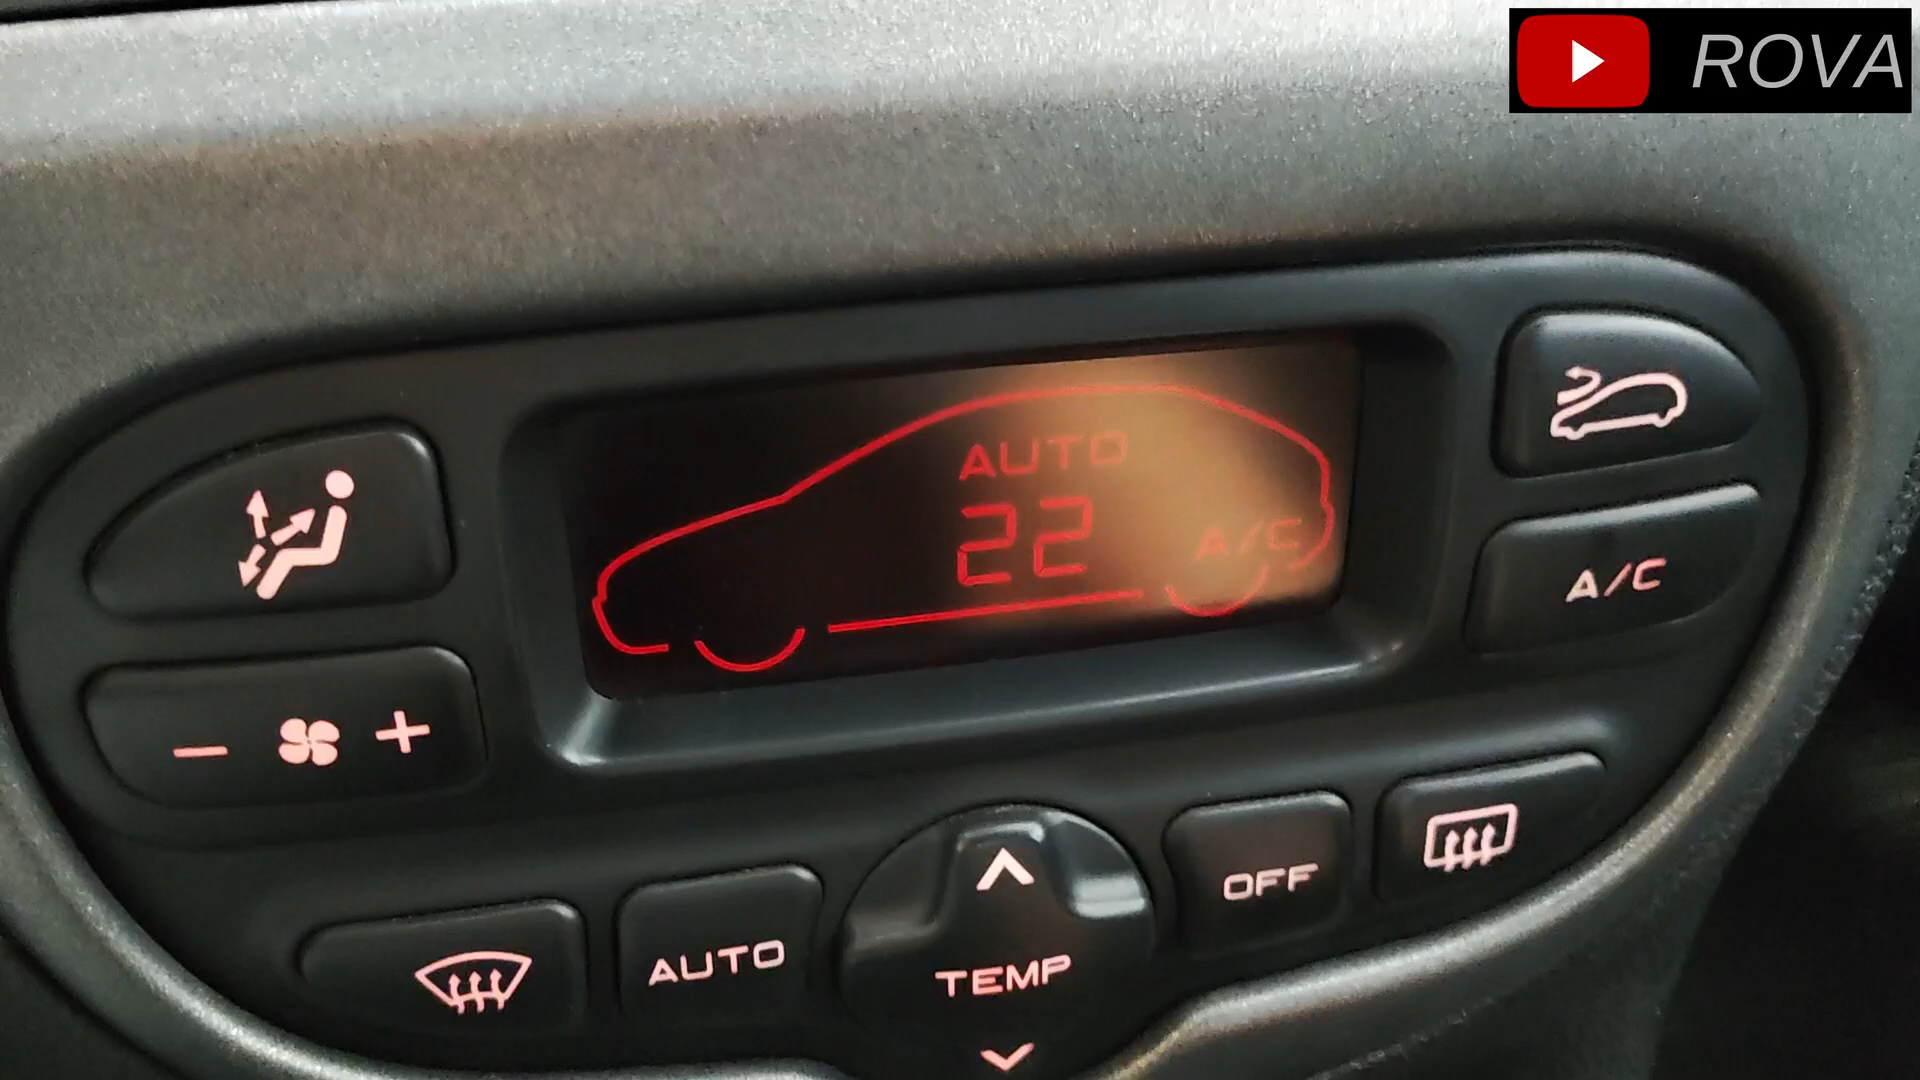 ROVA
AUTO
22
A/C
A/C
- +
OFF
AUTO
TEMP